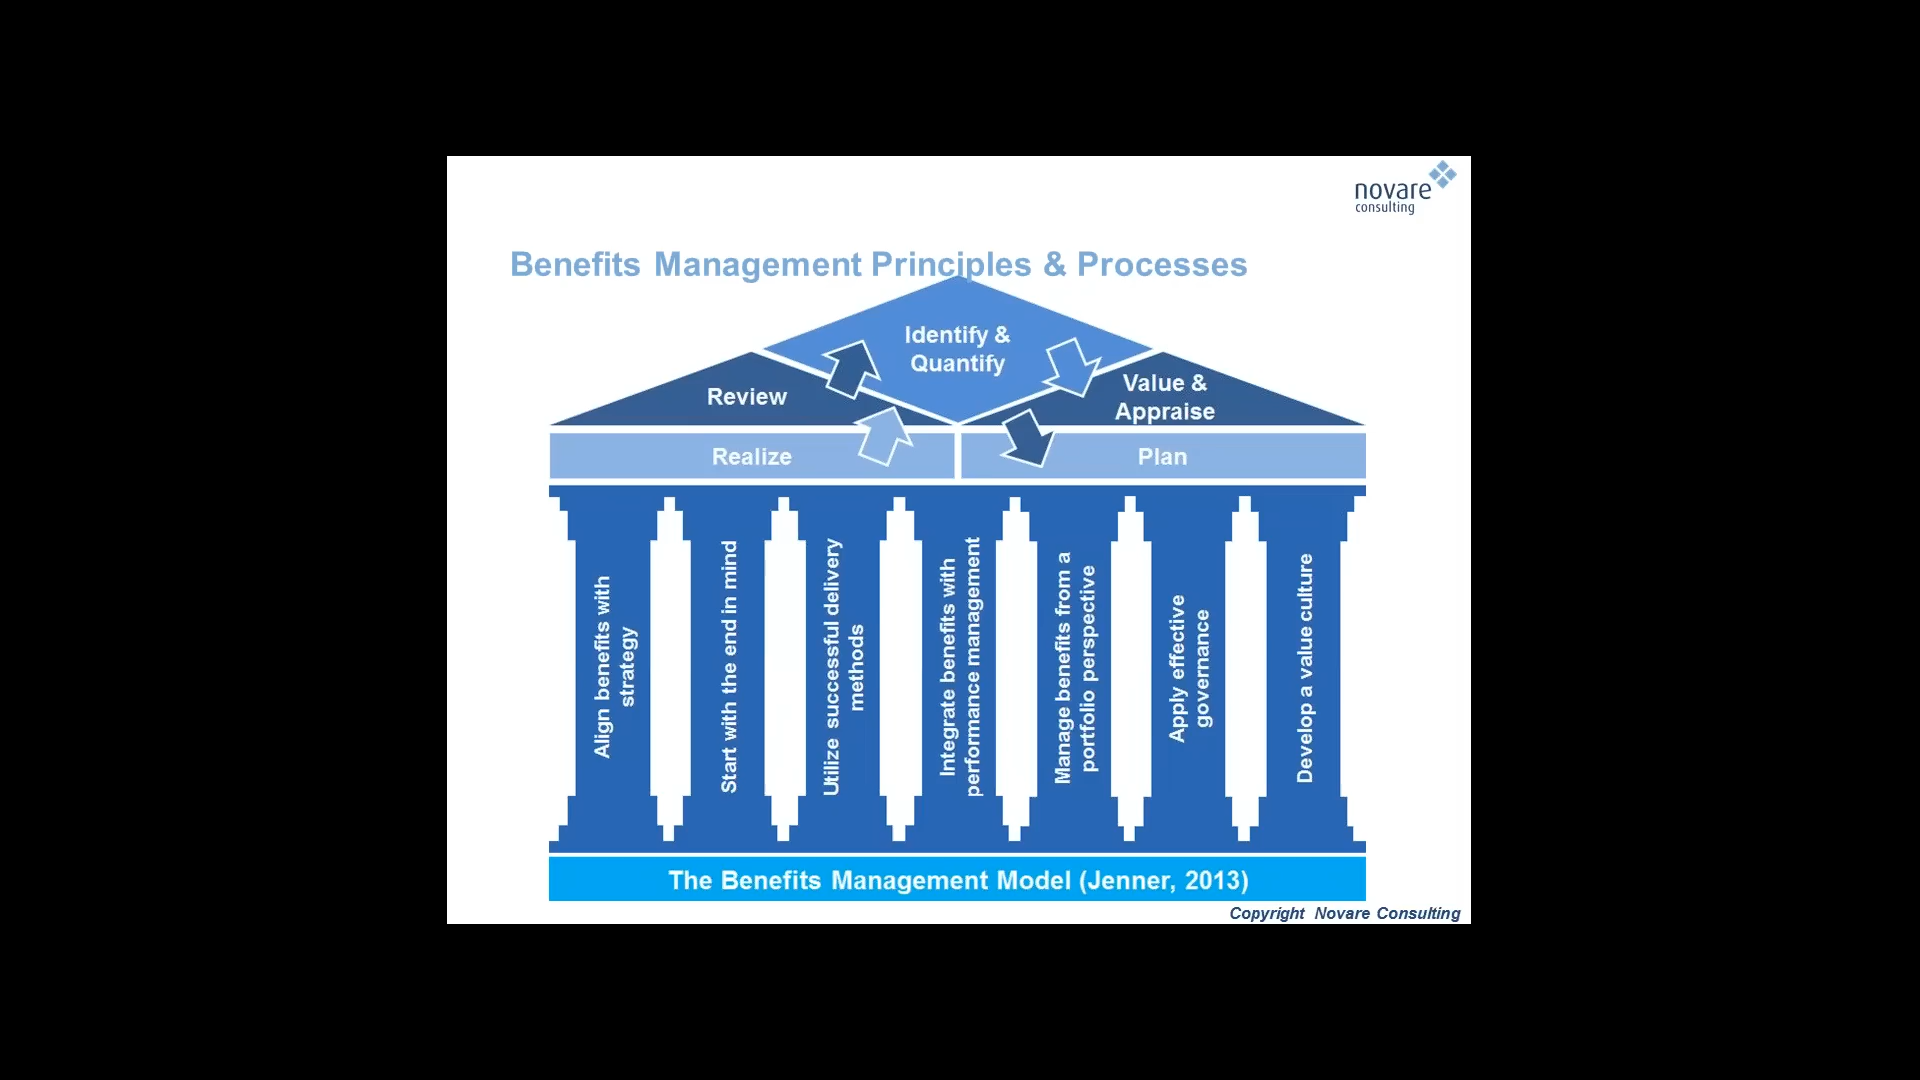 novare
consulting
Benefits Management Principles & Processes
Identify &
Quantify
Review
Value &
Appraise
Realize
Plan
Align benefits with
strategy
Start with the end in mind
Utilize successful delivery
methods
Integrate benefits with
performance management
Manage benefits from a
portfolio perspective
Apply effective
governance
Develop a value culture
The Benefits Management Model (Jenner, 2013)
Copyright Novare Consulting